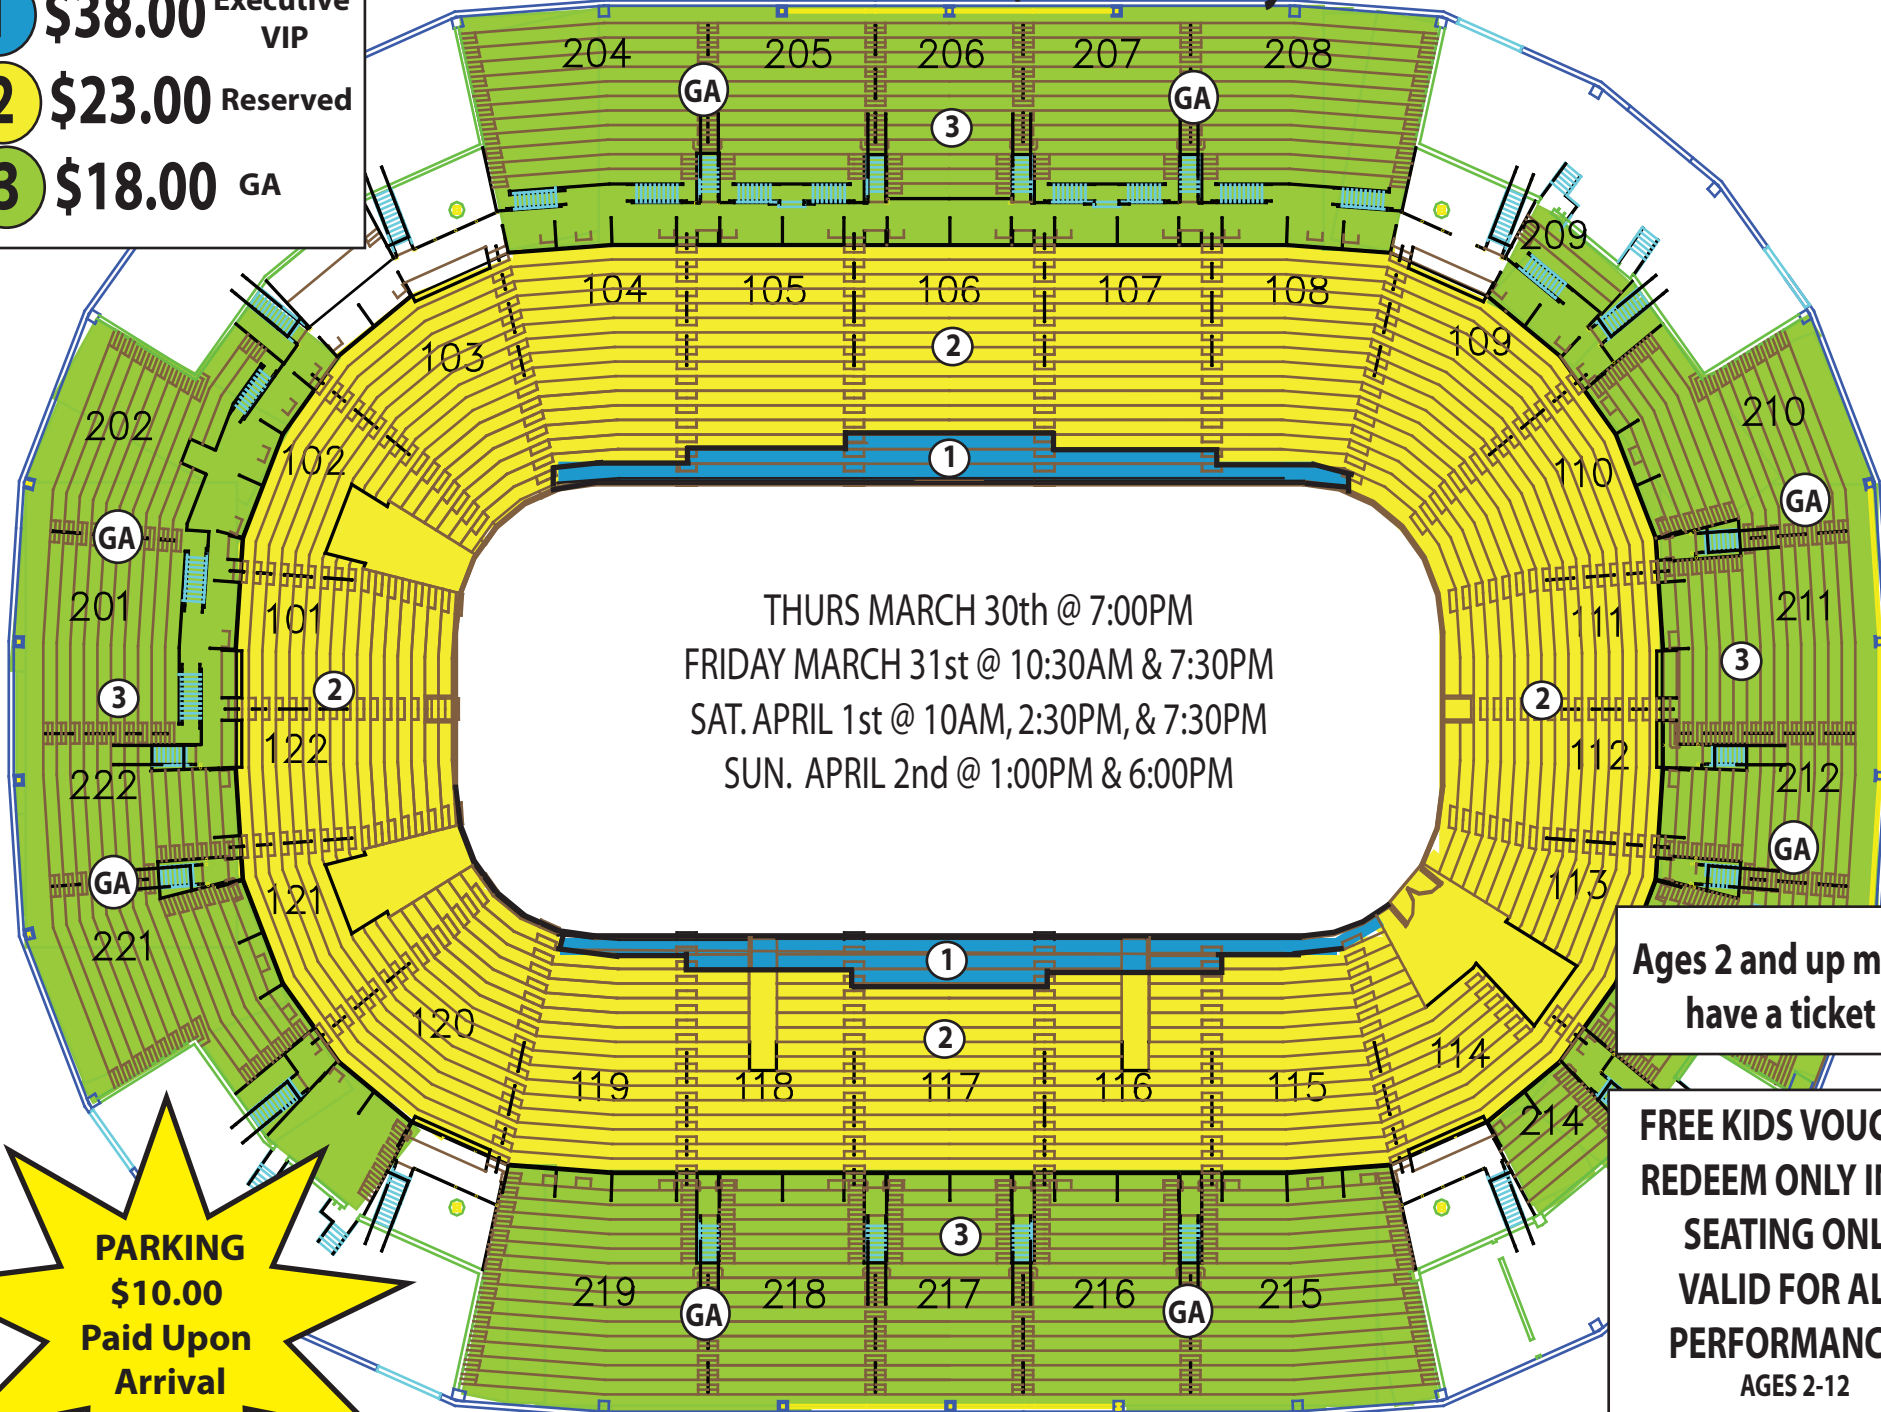 1 $38.00 Executive
VIP
2 $23.00 Reserved
3 $18.00 GA
204 205 206 207 208
GA GA
3
209
104 105 106 107 108
103 2 109
202 210
102 1 110
GA GA
201 101 THURS MARCH 30th @ 7:00PM 111 211
FRIDAY MARCH 31st @ 10:30AM & 7:30PM
3 2 SAT. APRIL 1st @ 10AM, 2:30PM, & 7:30PM 2 3
222 122 SUN. APRIL 2nd @ 1:00PM & 6:00PM 112 212
GA GA
121 113
221 1
Ages 2 and up
have a ticket
120 2 114
119 118 117 116 115
214
FREE KIDS
REDEEM ONLY
SEATING
VALID FOR
AGES 2-12
3
219 218 217 216 215
GA GA
PARKING
$10.00
Paid Upon
Arrival